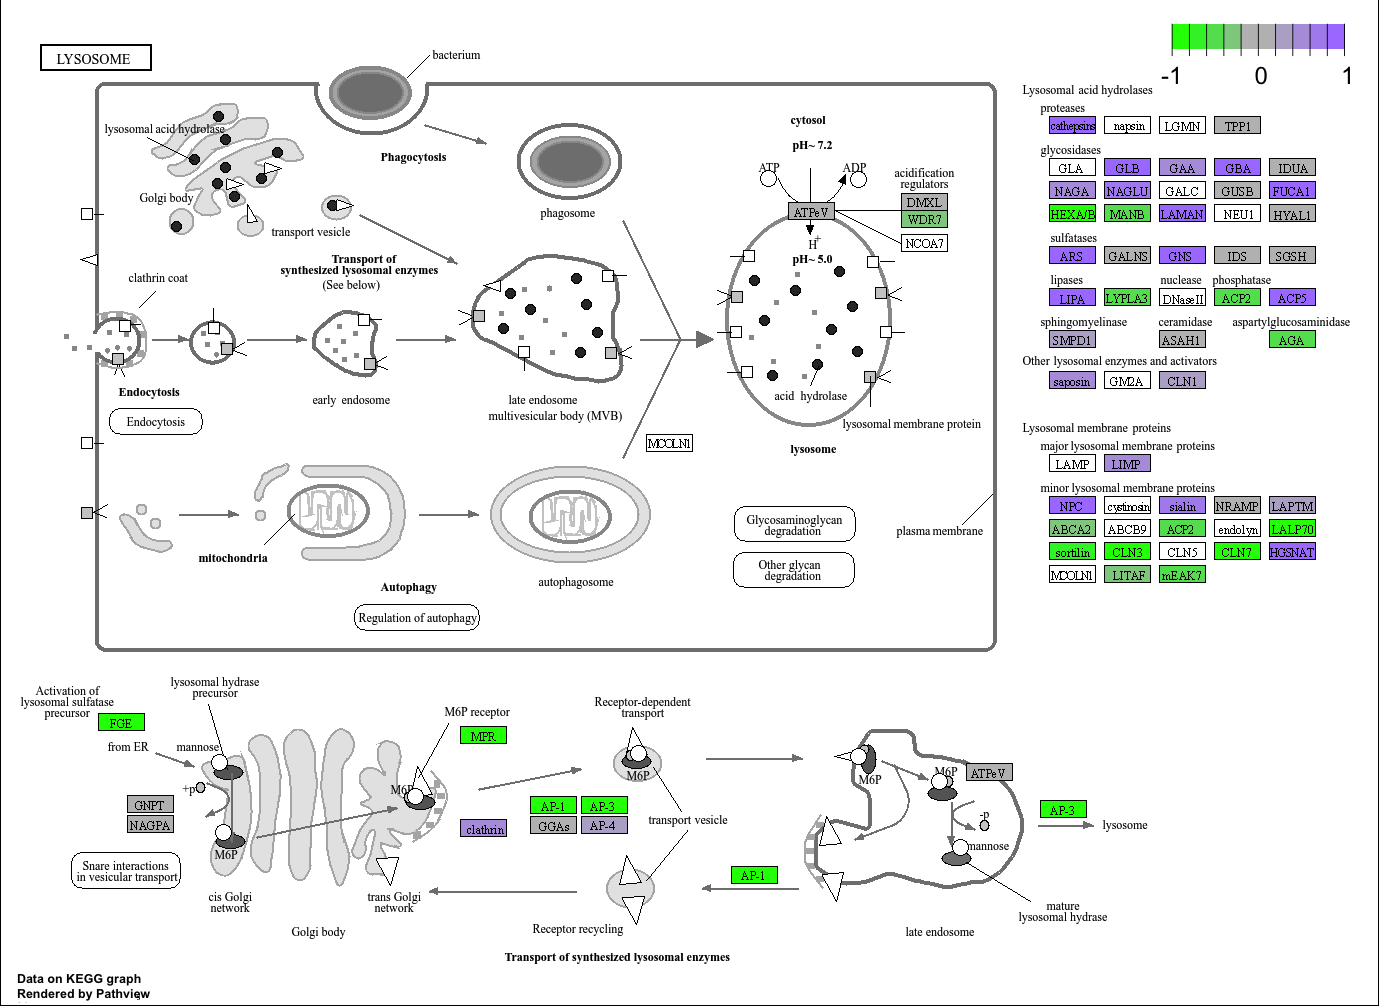 LYSOSOME
bacterium
-1 0 1
lysosomal acid hydrolase
Golgi body
Phagocytosis
phagosome
transport vesicle
Transport of
synthesized lysosomal enzymes
(See below)
clathrin coat
Endocytosis
Endocytosis
early endosome
late endosome
multivesicular body (MVB)
MCOLN1
cytosol
pH~ 7.2
ATP
ADP
ATPeV
H+
pH~ 5.0
acidification
regulators
DMXL
WDR7
NCOA7
acid hydrolase
lysosomal membrane protein
lysosome
mitochondria
Autophagy
Regulation of autophagy
autophagosome
Glycosaminoglycan
degradation
Other glycan
degradation
plasma membrane
Lysosomal acid hydrolases
proteases
cathepsins napsin LGMN TPP1
glycosidases
GLA GLB GAA GBA IDUA
NAGA NAGLU GALC GUSB FUCA1
HEXA/B MANB LAMAN NEU1 HYAL1
sulfatases
ARS GALNS GNS IDS SGSH
lipases nuclease phosphatase
LIPA LYPLA3 DNaseII ACP2 ACP5
sphingomyelinase ceramidase aspartylglucosaminidase
SMPD1 ASAH1 AGA
Other lysosomal enzymes and activators
saposin GM2A CLN1
Lysosomal membrane proteins
major lysosomal membrane proteins
LAMP LIMP
minor lysosomal membrane proteins
NPC cystinosin sialin NRAMP LAPTM
ABCA2 ABCB9 ACP2 endolyn LALP70
sortilin CLN3 CLN5 CLN7 HGSNAT
MCOLN1 LITAF mEAK7
Activation of
lysosomal sulfatase
precursor
FGE
from ER
lysosomal hydrase
precursor
mannose
+p
GNPT
NAGPA
M6P
Snare interactions
in vesicular transport
cis Golgi
network
Golgi body
trans Golgi
network
M6P
M6P receptor
MPR
clathrin
AP-1 AP-3
GGAs AP-4
Receptor-dependent
transport
M6P
transport vesicle
Receptor recycling
AP-1
M6P
M6P
ATPeV
-p
mannose
AP-3
lysosome
mature
lysosomal hydrase
late endosome
Transport of synthesized lysosomal enzymes
Data on KEGG graph
Rendered by Pathview